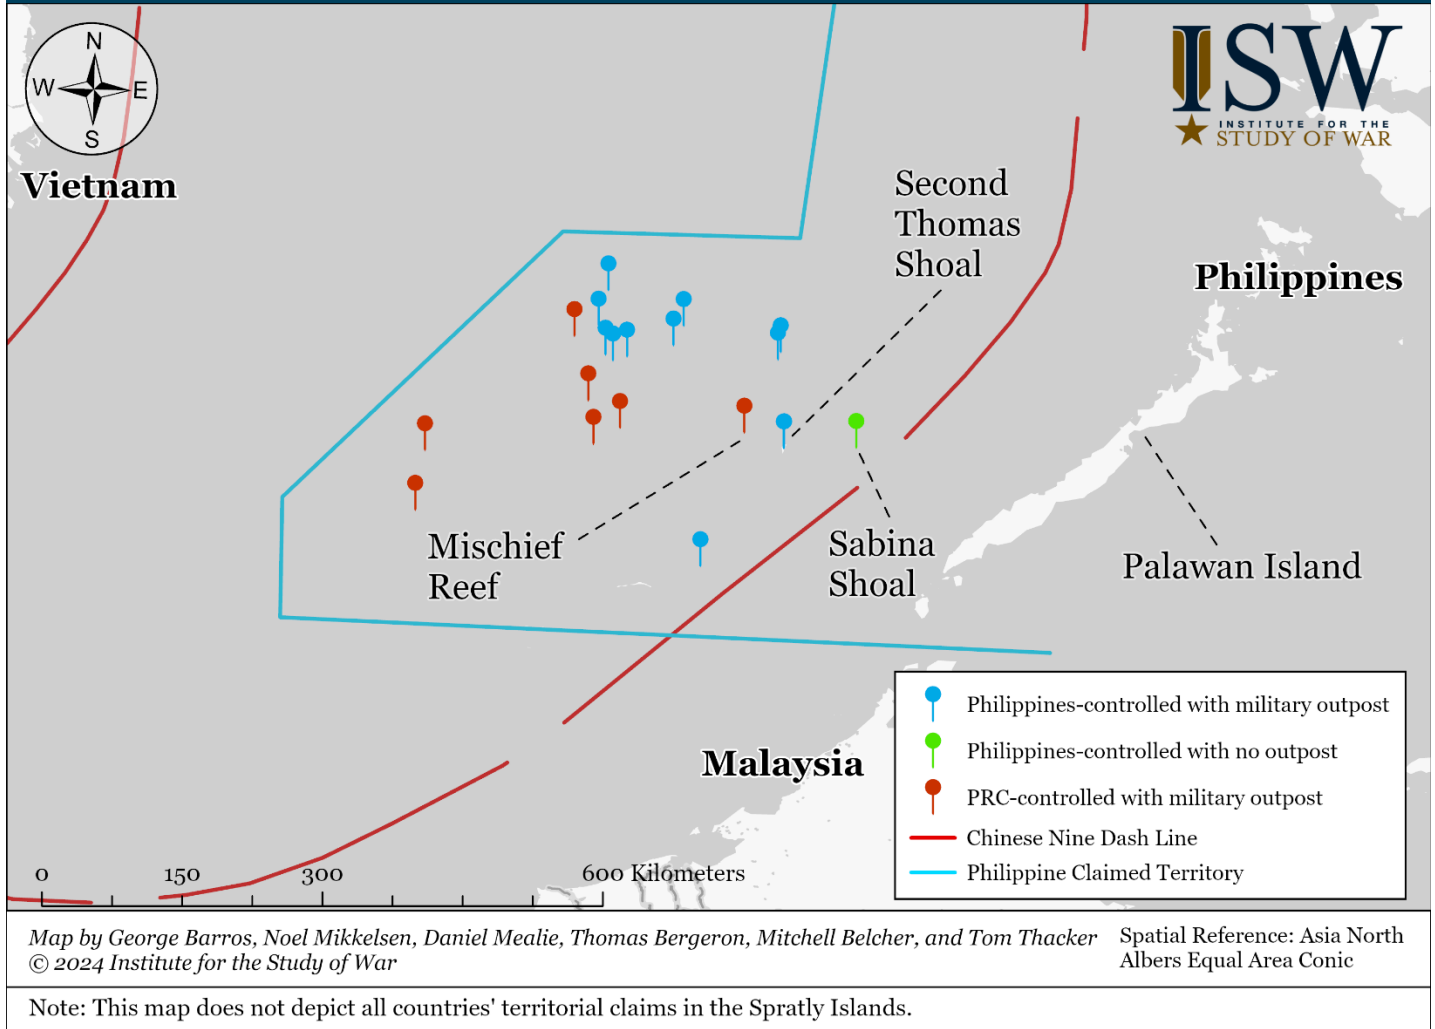 N
W
E
S
ISW
INSTITUTE FOR THE
STUDY OF WAR
Vietnam
Second
Thomas
Shoal
Philippines
Mischief
Reef
Sabina
Shoal
Palawan Island
Malaysia
Philippines-controlled with military outpost
Philippines-controlled with no outpost
PRC-controlled with military outpost
Chinese Nine Dash Line
Philippine Claimed Territory
0 150 300 600 Kilometers
Map by George Barros, Noel Mikkelsen, Daniel Mealie, Thomas Bergeron, Mitchell Belcher, and Tom Thacker
© 2024 Institute for the Study of War
Spatial Reference: Asia North
Albers Equal Area Conic
Note: This map does not depict all countries' territorial claims in the Spratly Islands.